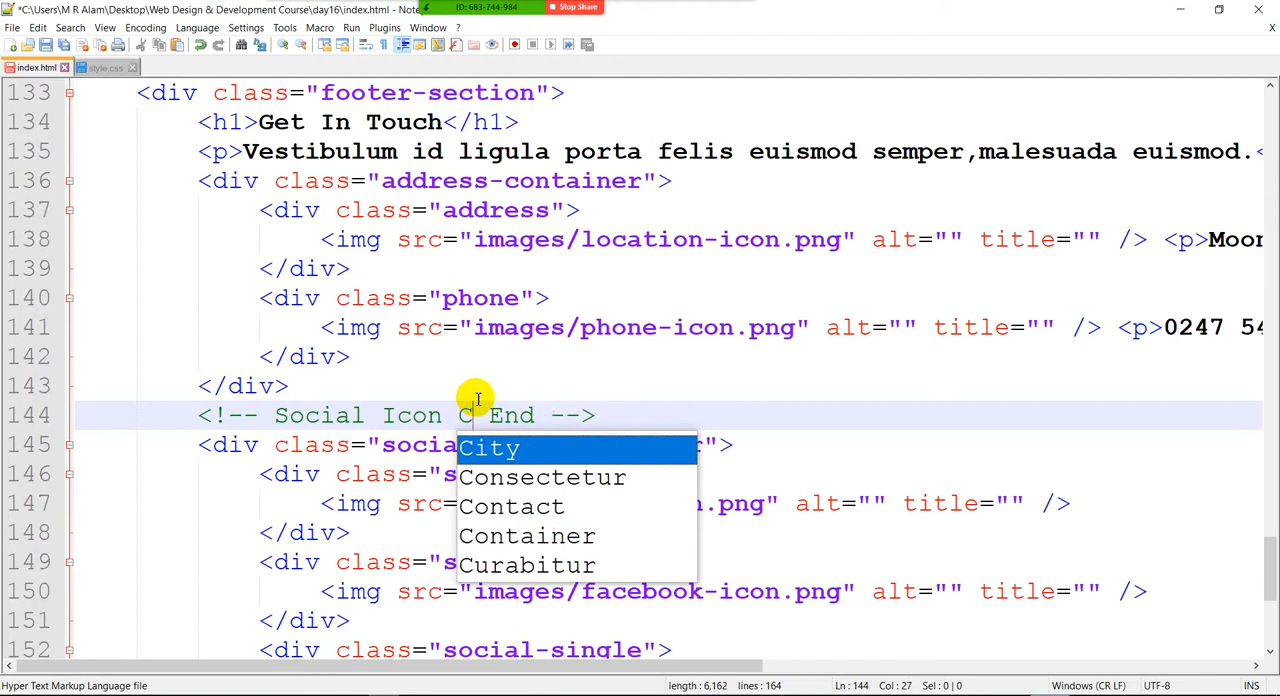 *C:\Users\M R Alam\Desktop\Web Design & Development Course\day16\index.html - Note
ID: 683-744-984
Stop Share
File Edit Search View Encoding Language Settings Tools Macro Run Plugins Window ?
X
index.html style.css
133 <div class="footer-section">
134 <h1>Get In Touch</h1>
135 <p>Vestibulum id ligula porta felis euismod semper,malesuada euismod.<
136 <div class="address-container">
137 <div class="address">
138 <img src="images/location-icon.png" alt="" title="" /> <p>Moon
139 </div>
140 <div class="phone">
141 <img src="images/phone-icon.png" alt="" title="" /> <p>0247 54
142 </div>
143 </div>
144 <!-- Social Icon C End -->
145 <div class="socia r">
City
146 <div class="s
Consectetur
147 <img src= n.png" alt="" title="" />
Contact
148 </div>
Container
149 <div class="s
Curabitur
150 <img src="images/facebook-icon.png" alt="" title="" />
151 </div>
152 <div class="social-single">
Hyper Text Markup Language file length : 6,162 lines : 164 Ln : 144 Col : 27 Sel : 0 | 0 Windows (CR LF) UTF-8 INS